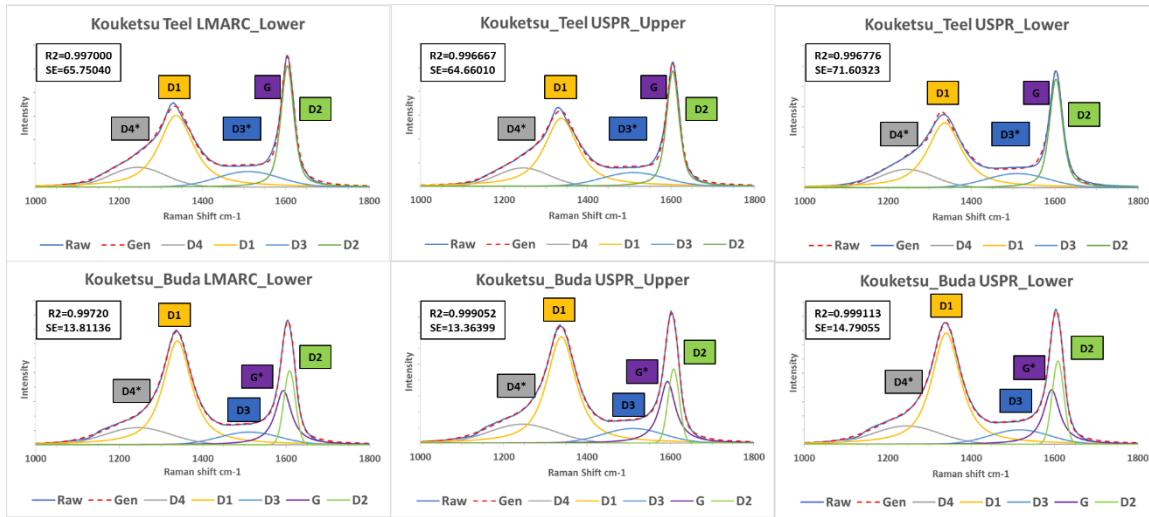 Kouketsu Teel LMARC_Lower
R2=0.997000
SE=65.75040
D1
G
D2
D4*
D3*
Intensity
1000 1200 1400 1600 1800
Raman Shift cm-1
Raw Gen D4 D1 D3 D2
Kouketsu_Teel USPR_Upper
R2=0.996667
SE=64.66010
D1
G
D2
D4*
D3*
Intensity
1000 1200 1400 1600 1800
Raman Shift cm-1
Raw Gen D4 D1 D3 D2
Kouketsu_Teel USPR_Lower
R2=0.996776
SE=71.60323
D1
G
D2
D4*
D3*
Intensity
1000 1200 1400 1600 1800
Raman Shift cm-1
Raw Gen D4 D1 D3 D2
Kouketsu_Buda LMARC_Lower
R2=0.99720
SE=13.81136
D1
D2
D4*
G*
D3
Intensity
1000 1200 1400 1600 1800
Raman Shift cm-1
Raw Gen D4 D1 D3 G D2
Kouketsu_Buda USPR_Upper
R2=0.999052
SE=13.36399
D1
D2
D4*
G*
D3
Intensity
1000 1200 1400 1600 1800
Raman shift cm-1
Raw Gen D4 D1 D3 G D2
Kouketsu_Buda USPR_Lower
R2=0.999113
SE=14.79055
D1
D2
D4*
G*
D3
Intensity
1000 1200 1400 1600 1800
Raman Shift cm-1
Raw Gen D4 D1 D3 G D2